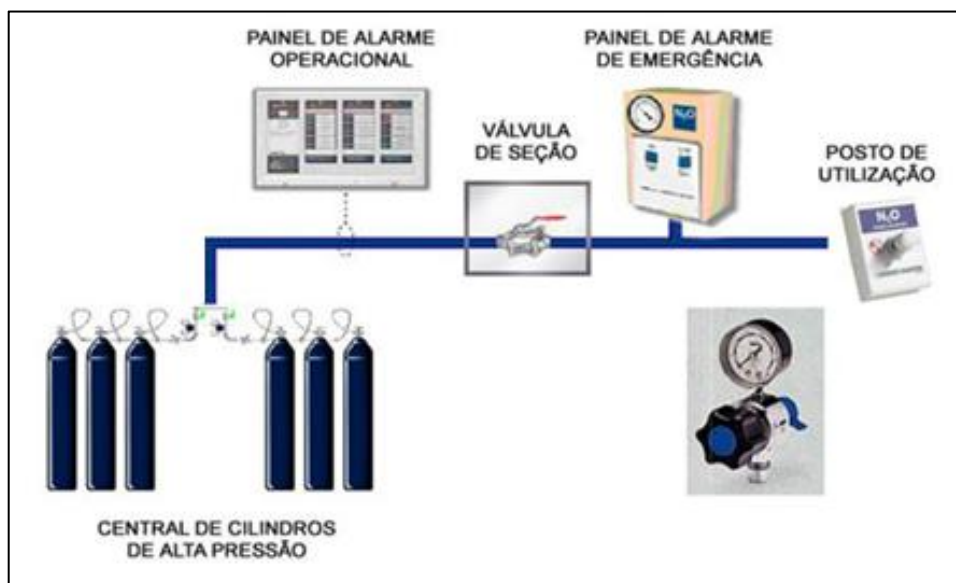 PAINEL DE ALARME
OPERACIONAL
PAINEL DE ALARME
DE EMERGÊNCIA
VÁLVULA
DE SEÇÃO
POSTO DE
UTILIZAÇÃO
N₂O
N₂O
CENTRAL DE CILINDROS
DE ALTA PRESSÃO